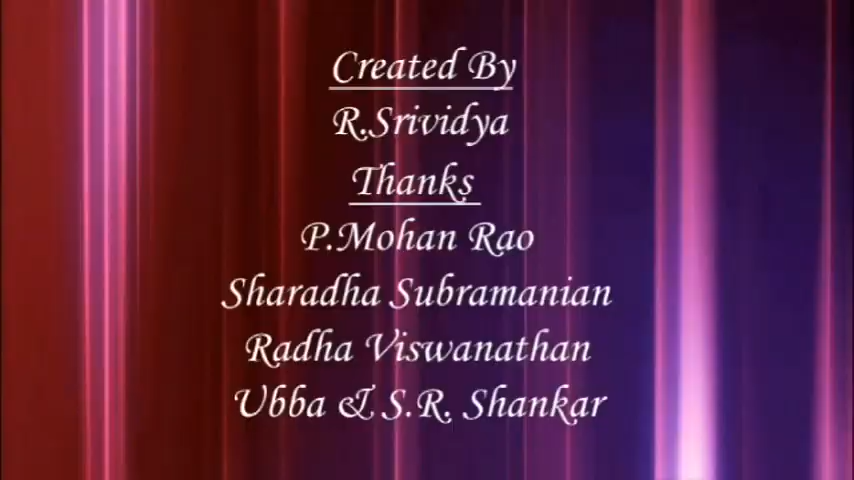 Created By
R.Srividya
Thanks
P.Mohan Rao
Sharadha Subramanian
Radha Viswanathan
Ubba & S.R. Shankar